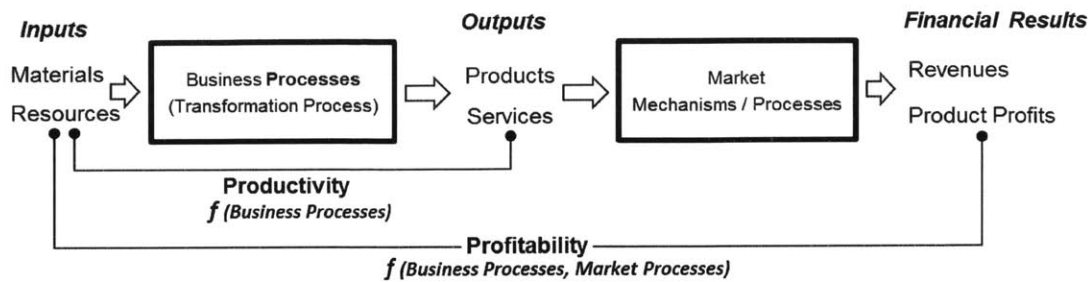 Inputs
Materials
Resources
Business Processes
(Transformation Process)
Outputs
Products
Services
Market
Mechanisms / Processes
Financial Results
Revenues
Product Profits
Productivity
f (Business Processes)
Profitability
f (Business Processes, Market Processes)